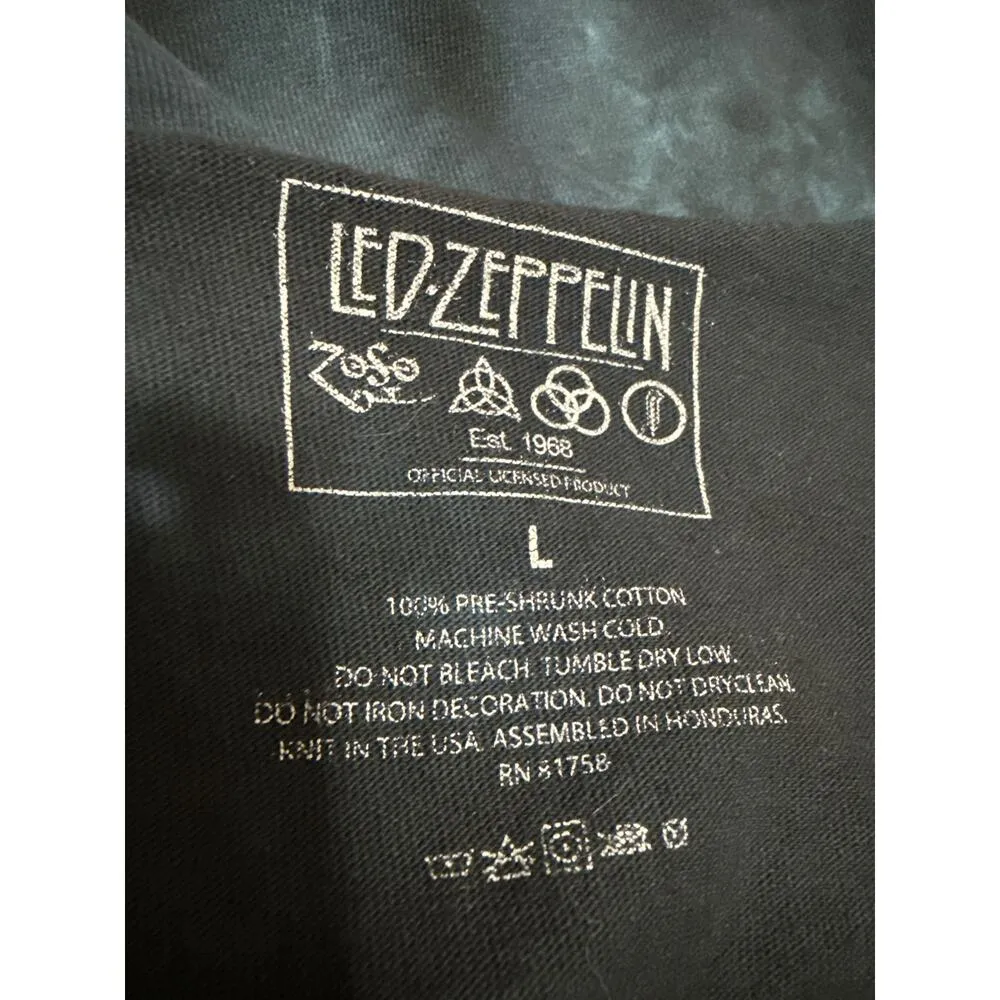 LED·ZEPPELIN
ZOSO
Est. 1968
OFFICIAL LICENSED PRODUCT
L
100% PRE-SHRUNK COTTON
MACHINE WASH COLD.
DO NOT BLEACH. TUMBLE DRY LOW.
DO NOT IRON DECORATION. DO NOT DRYCLEAN.
KNIT IN THE USA. ASSEMBLED IN HONDURAS.
RN 81758